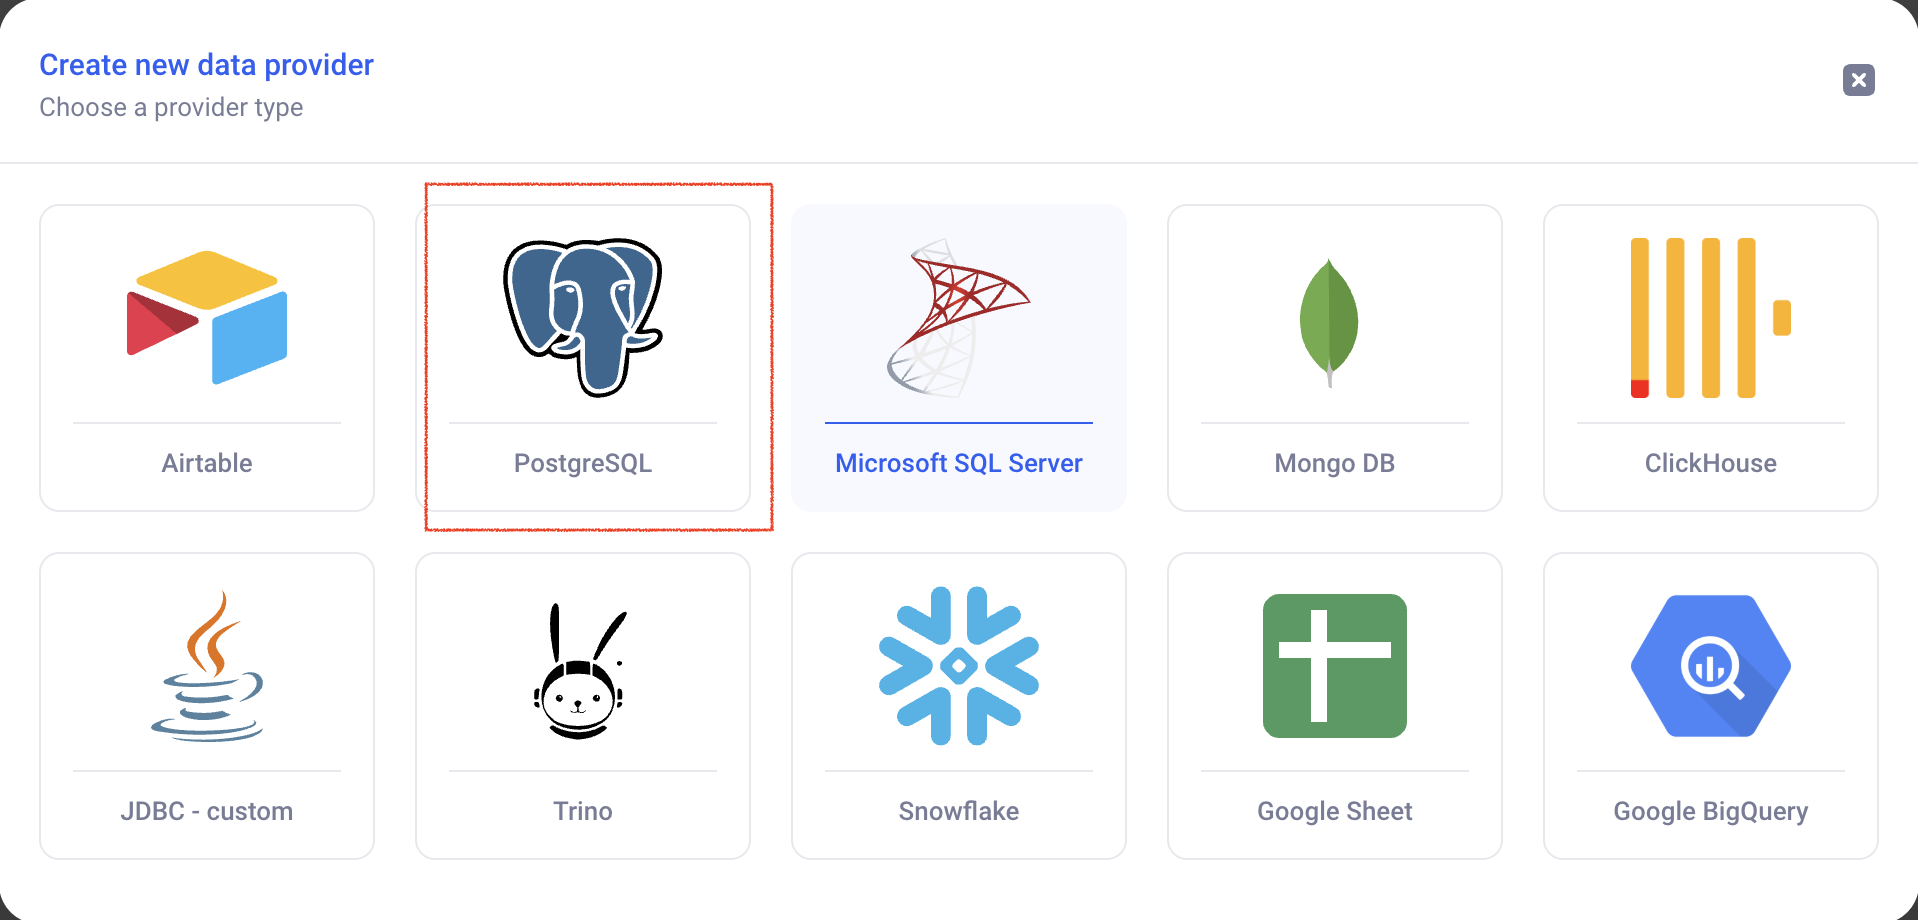 Create new data provider
Choose a provider type
Airtable
PostgreSQL
Microsoft SQL Server
Mongo DB
ClickHouse
JDBC - custom
Trino
Snowflake
Google Sheet
Google BigQuery